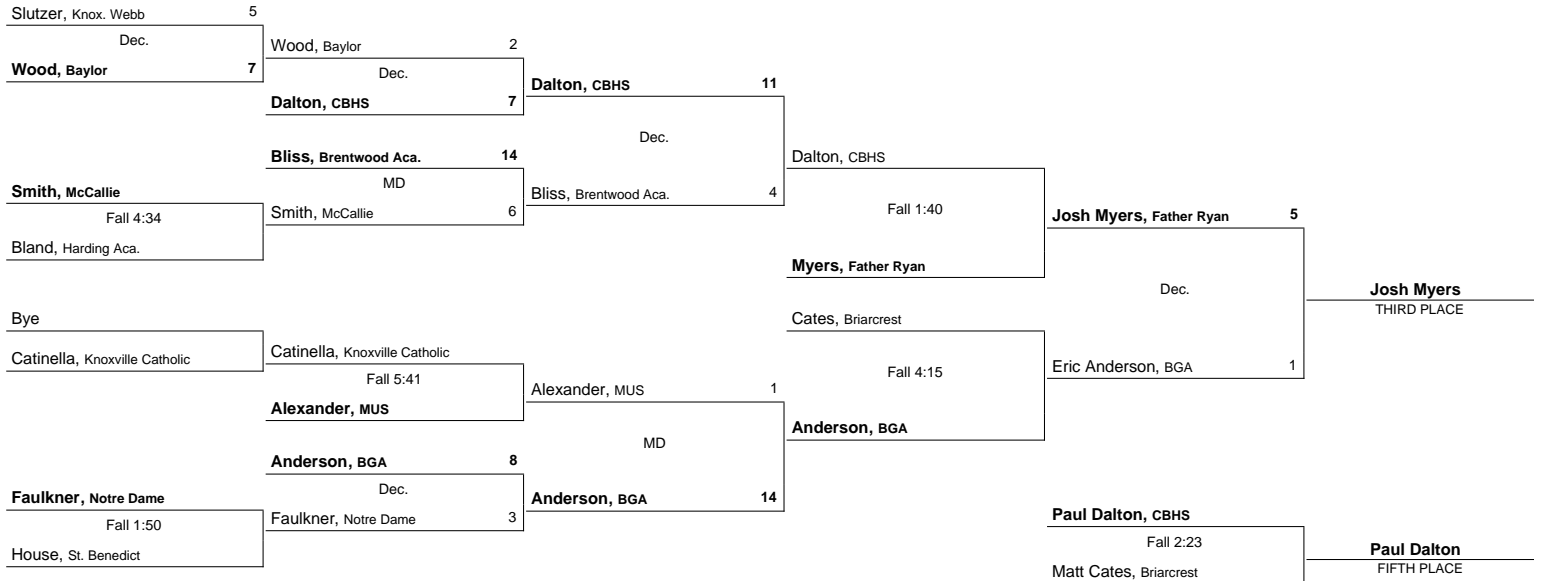 Slutzer, Knox. Webb 5
Dec.
Wood, Baylor 7
Wood, Baylor 2
Dec.
Dalton, CBHS 7
Dalton, CBHS 11
Dec.
Bliss, Brentwood Aca. 4
Bliss, Brentwood Aca. 14
MD
Smith, McCallie 6
Smith, McCallie
Fall 4:34
Bland, Harding Aca.
Dalton, CBHS
Fall 1:40
Myers, Father Ryan
Josh Myers, Father Ryan 5
Dec.
Eric Anderson, BGA 1
Josh Myers
THIRD PLACE
Bye
Catinella, Knoxville Catholic
Catinella, Knoxville Catholic
Fall 5:41
Alexander, MUS
Alexander, MUS 1
MD
Anderson, BGA 14
Cates, Briarcrest
Fall 4:15
Anderson, BGA
Anderson, BGA 8
Dec.
Faulkner, Notre Dame 3
Faulkner, Notre Dame
Fall 1:50
House, St. Benedict
Paul Dalton, CBHS
Fall 2:23
Matt Cates, Briarcrest
Paul Dalton
FIFTH PLACE